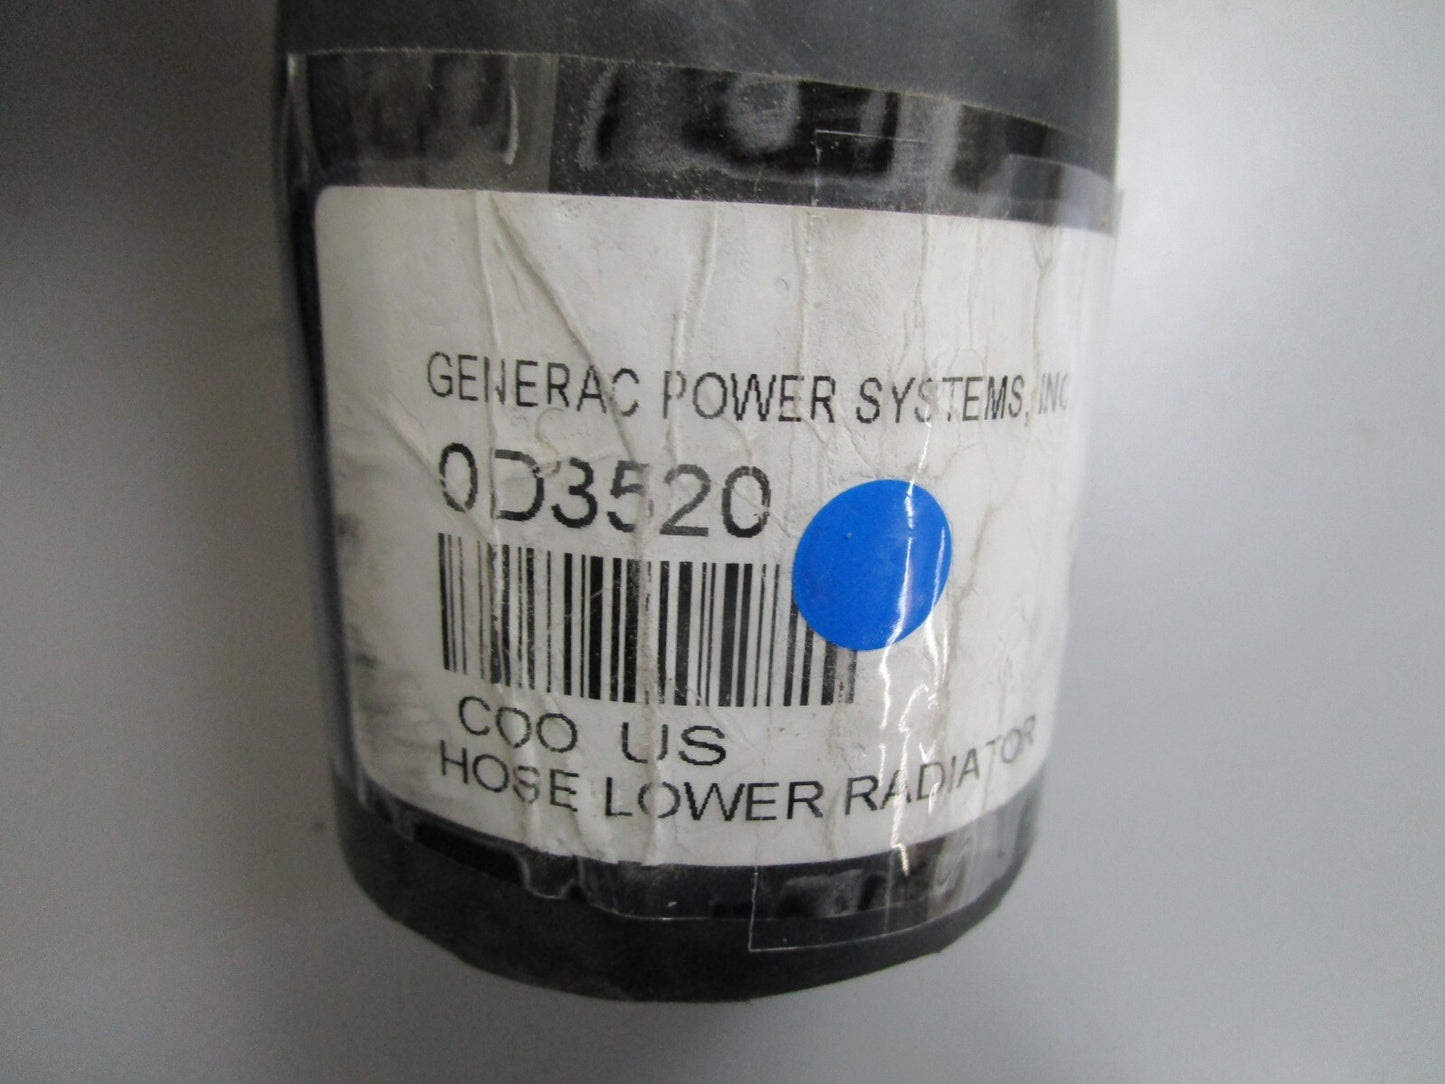 GENERAC POWER SYSTEMS, INC
0D3520
COO US
HOSE LOWER RADIATOR